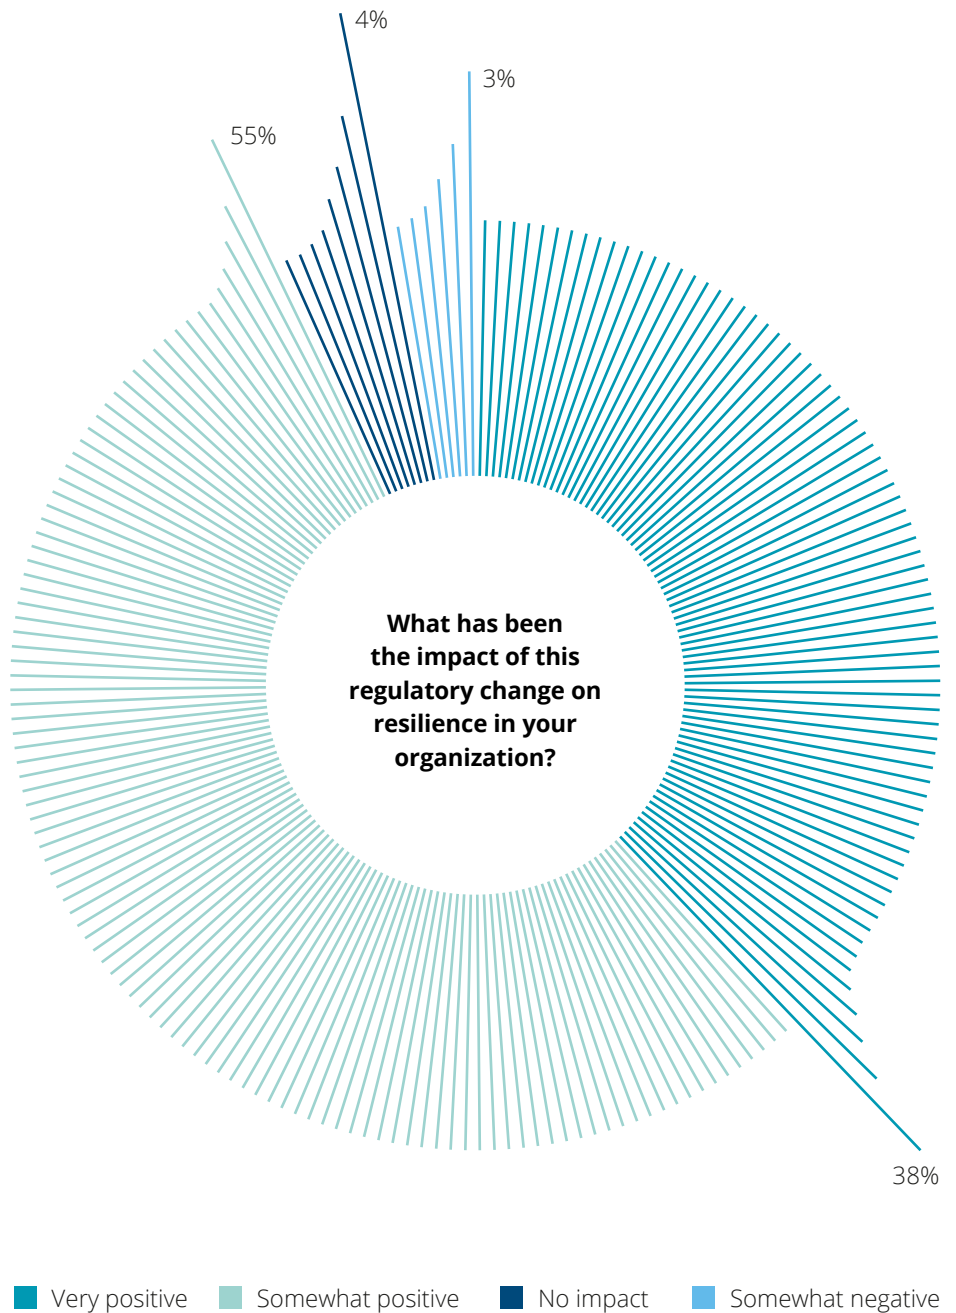 4%
3%
55%
What has been
the impact of this
regulatory change on
resilience in your
organization?
38%
Very positive
Somewhat positive
No impact
Somewhat negative